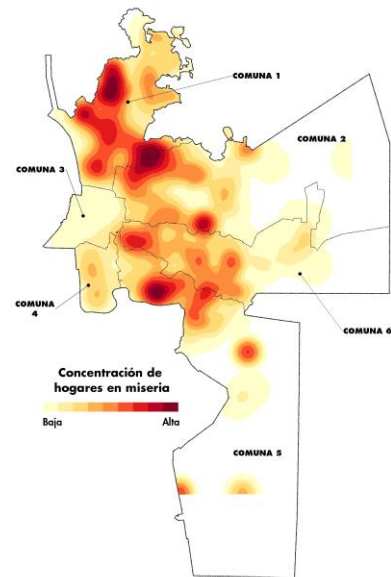 COMUNA 1
COMUNA 2
COMUNA 3
COMUNA
4
COMUNA 6
Concentración de
hogares en miseria
Baja Alta
COMUNA 5